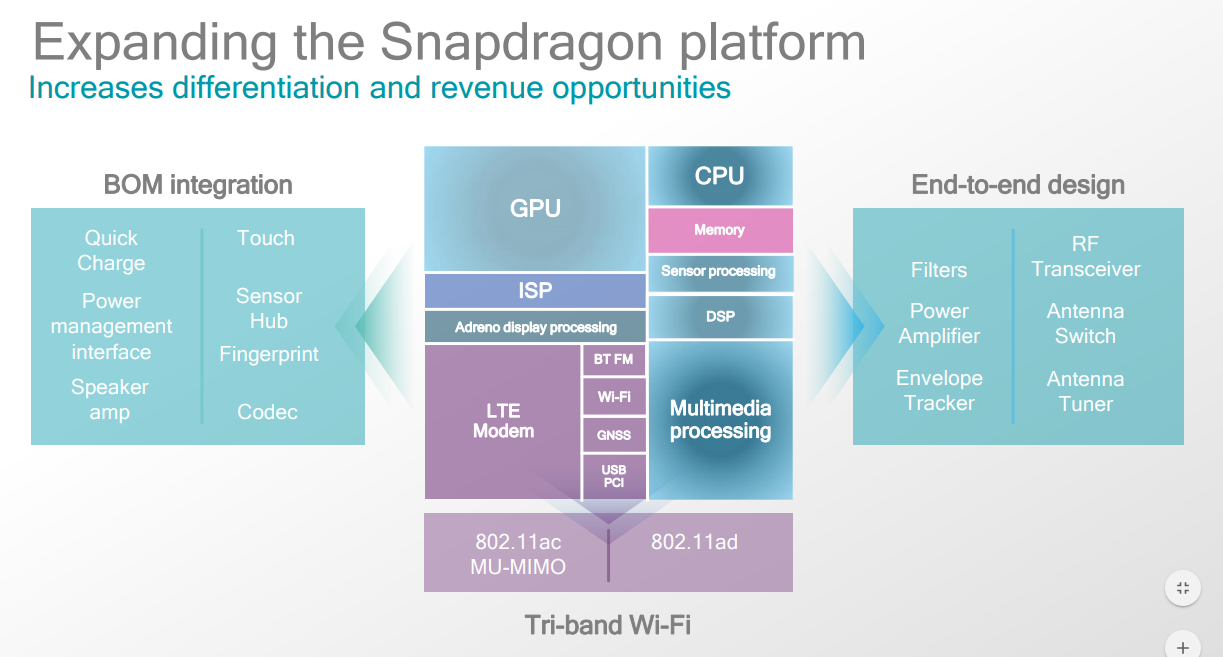 Expanding the Snapdragon platform
Increases differentiation and revenue opportunities
BOM integration
Quick
Charge
Power
management
interface
Speaker
amp
Touch
Sensor
Hub
Fingerprint
Codec
GPU
ISP
Adreno display processing
LTE
Modem
BT FM
Wi-Fi
GNSS
USB
PCI
CPU
Memory
Sensor processing
DSP
Multimedia
processing
802.11ac
MU-MIMO
802.11ad
Tri-band Wi-Fi
End-to-end design
Filters
Power
Amplifier
Envelope
Tracker
RF
Transceiver
Antenna
Switch
Antenna
Tuner